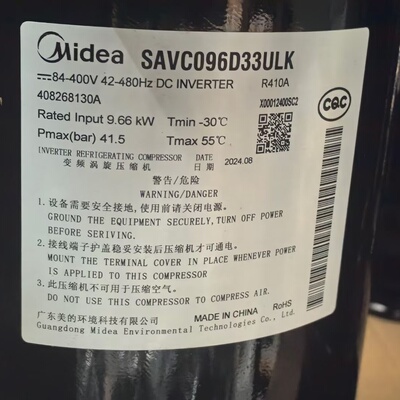 Midea SAVC096D33ULK
⎓84-400V 42-480Hz DC INVERTER R410A
408268130A X00012400SC2
Rated Input 9.66 kW Tmin -30℃
Pmax(bar) 41.5 Tmax 55℃
CQC
INVERTER REFRIGERATING COMPRESSOR DATE
变频涡旋压缩机 日期 2024.08
警告/危险
WARNING/DANGER
1.设备需要安全接地,使用前请关闭电源。
GROUND THE EQUIPMENT SECURELY,TURN OFF POWER
BEFORE SERIVING.
2.接线端子护盖稳妥安装后压缩机才可通电。
MOUNT THE TERMINAL COVER IN PLACE WHENEVER POWER
IS APPLIED TO THIS COMPRESSOR
3.此压缩机不可用于压缩空气。
DO NOT USE THIS COMPRESSOR TO COMPRESS AIR.
MADE IN CHINA RoHS
广东美的环境科技有限公司
Guangdong Midea Environmental Technologies Co., Ltd.